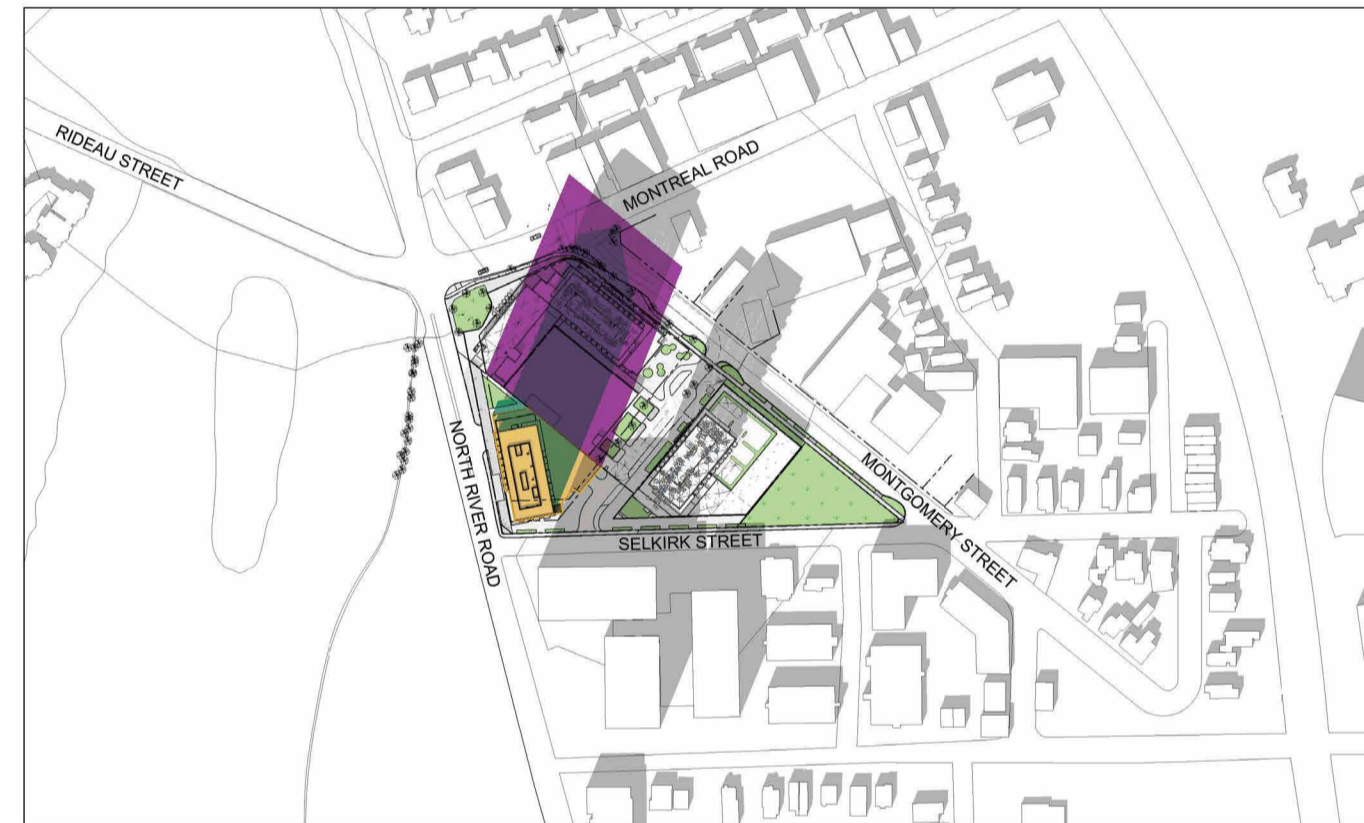 RIDEAU STREET
MONTREAL ROAD
NORTH RIVER ROAD
MONTGOMERY STREET
SELKIRK STREET